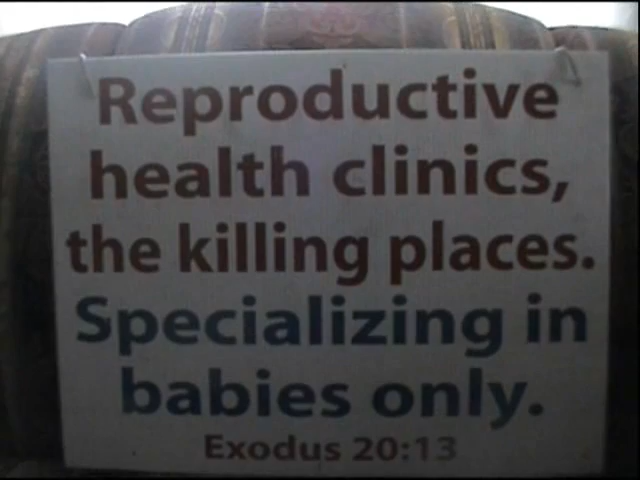 Reproductive
health clinics,
the killing places.
Specializing in
babies only.
Exodus 20:13